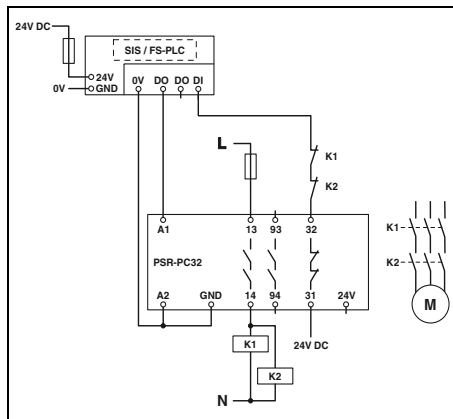 24V DC
SIS / FS-PLC
24V
0V GND
0V DO DO DI
K1
L
K2
A1 13 93 32
PSR-PC32
K1
K2
M
A2 GND 14 94 31 24V
K1
24V DC
K2
N